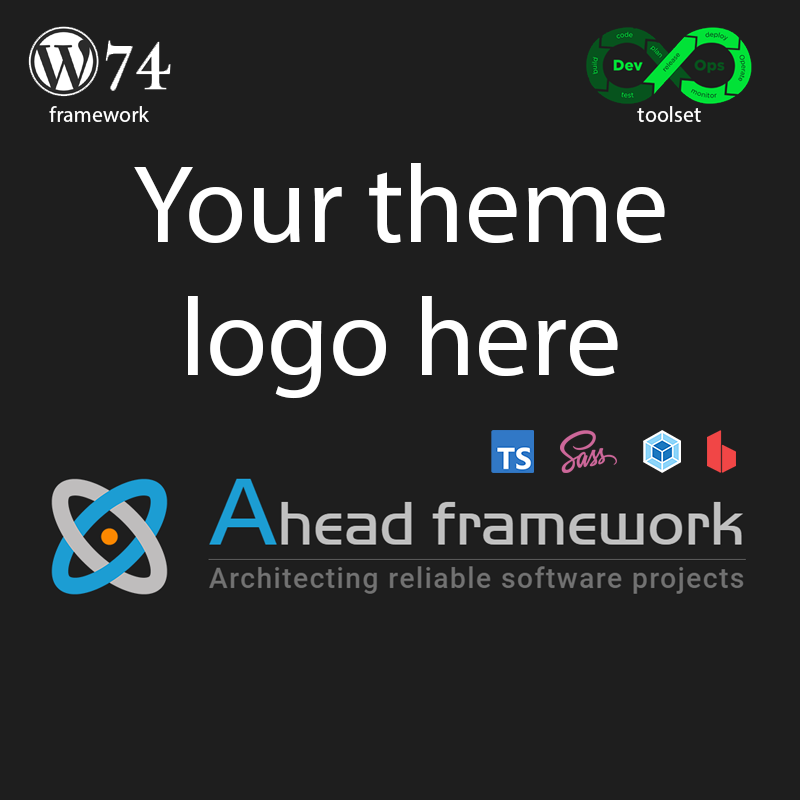 W74
framework
code
plan
release
deploy
build
Dev
Ops
Operate
test
monitor
toolset
Your theme
logo here
TS
Sass
Ahead framework
Architecting reliable software projects